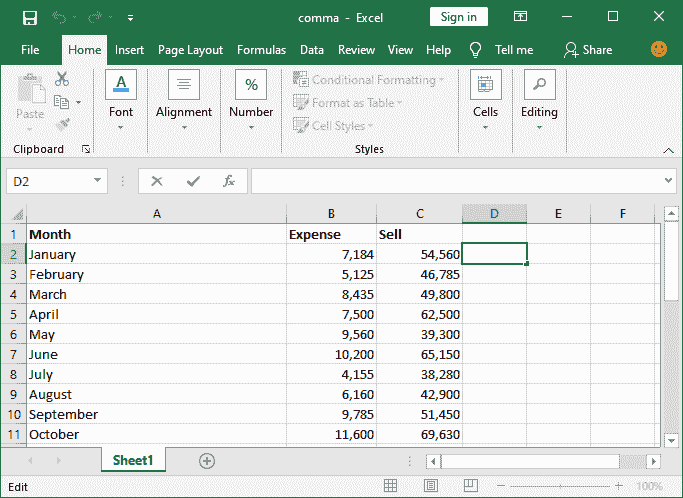 comma - Excel
Sign in
File Home Insert Page Layout Formulas Data Review View Help Tell me Share
Paste
Clipboard
A
Font
Alignment
%
Number
Conditional Formatting
Format as Table
Cell Styles
Styles
Cells
Editing
D2
fx
A B C D E F
1 Month Expense Sell
2 January 7,184 54,560
3 February 5,125 46,785
4 March 8,435 49,800
5 April 7,500 62,500
6 May 9,560 39,300
7 June 10,200 65,150
8 July 4,155 38,280
9 August 6,160 42,900
10 September 9,785 51,450
11 October 11,600 69,630
Sheet1
Edit
100%